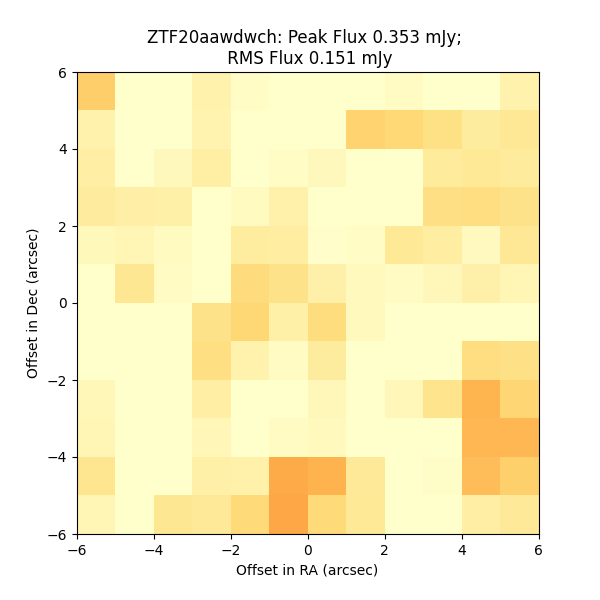 ZTF20aawdwch: Peak Flux 0.353 mJy;
RMS Flux 0.151 mJy
6
4
2
0
−2
−4
−6
Offset in Dec (arcsec)
−6 −4 −2 0 2 4 6
Offset in RA (arcsec)